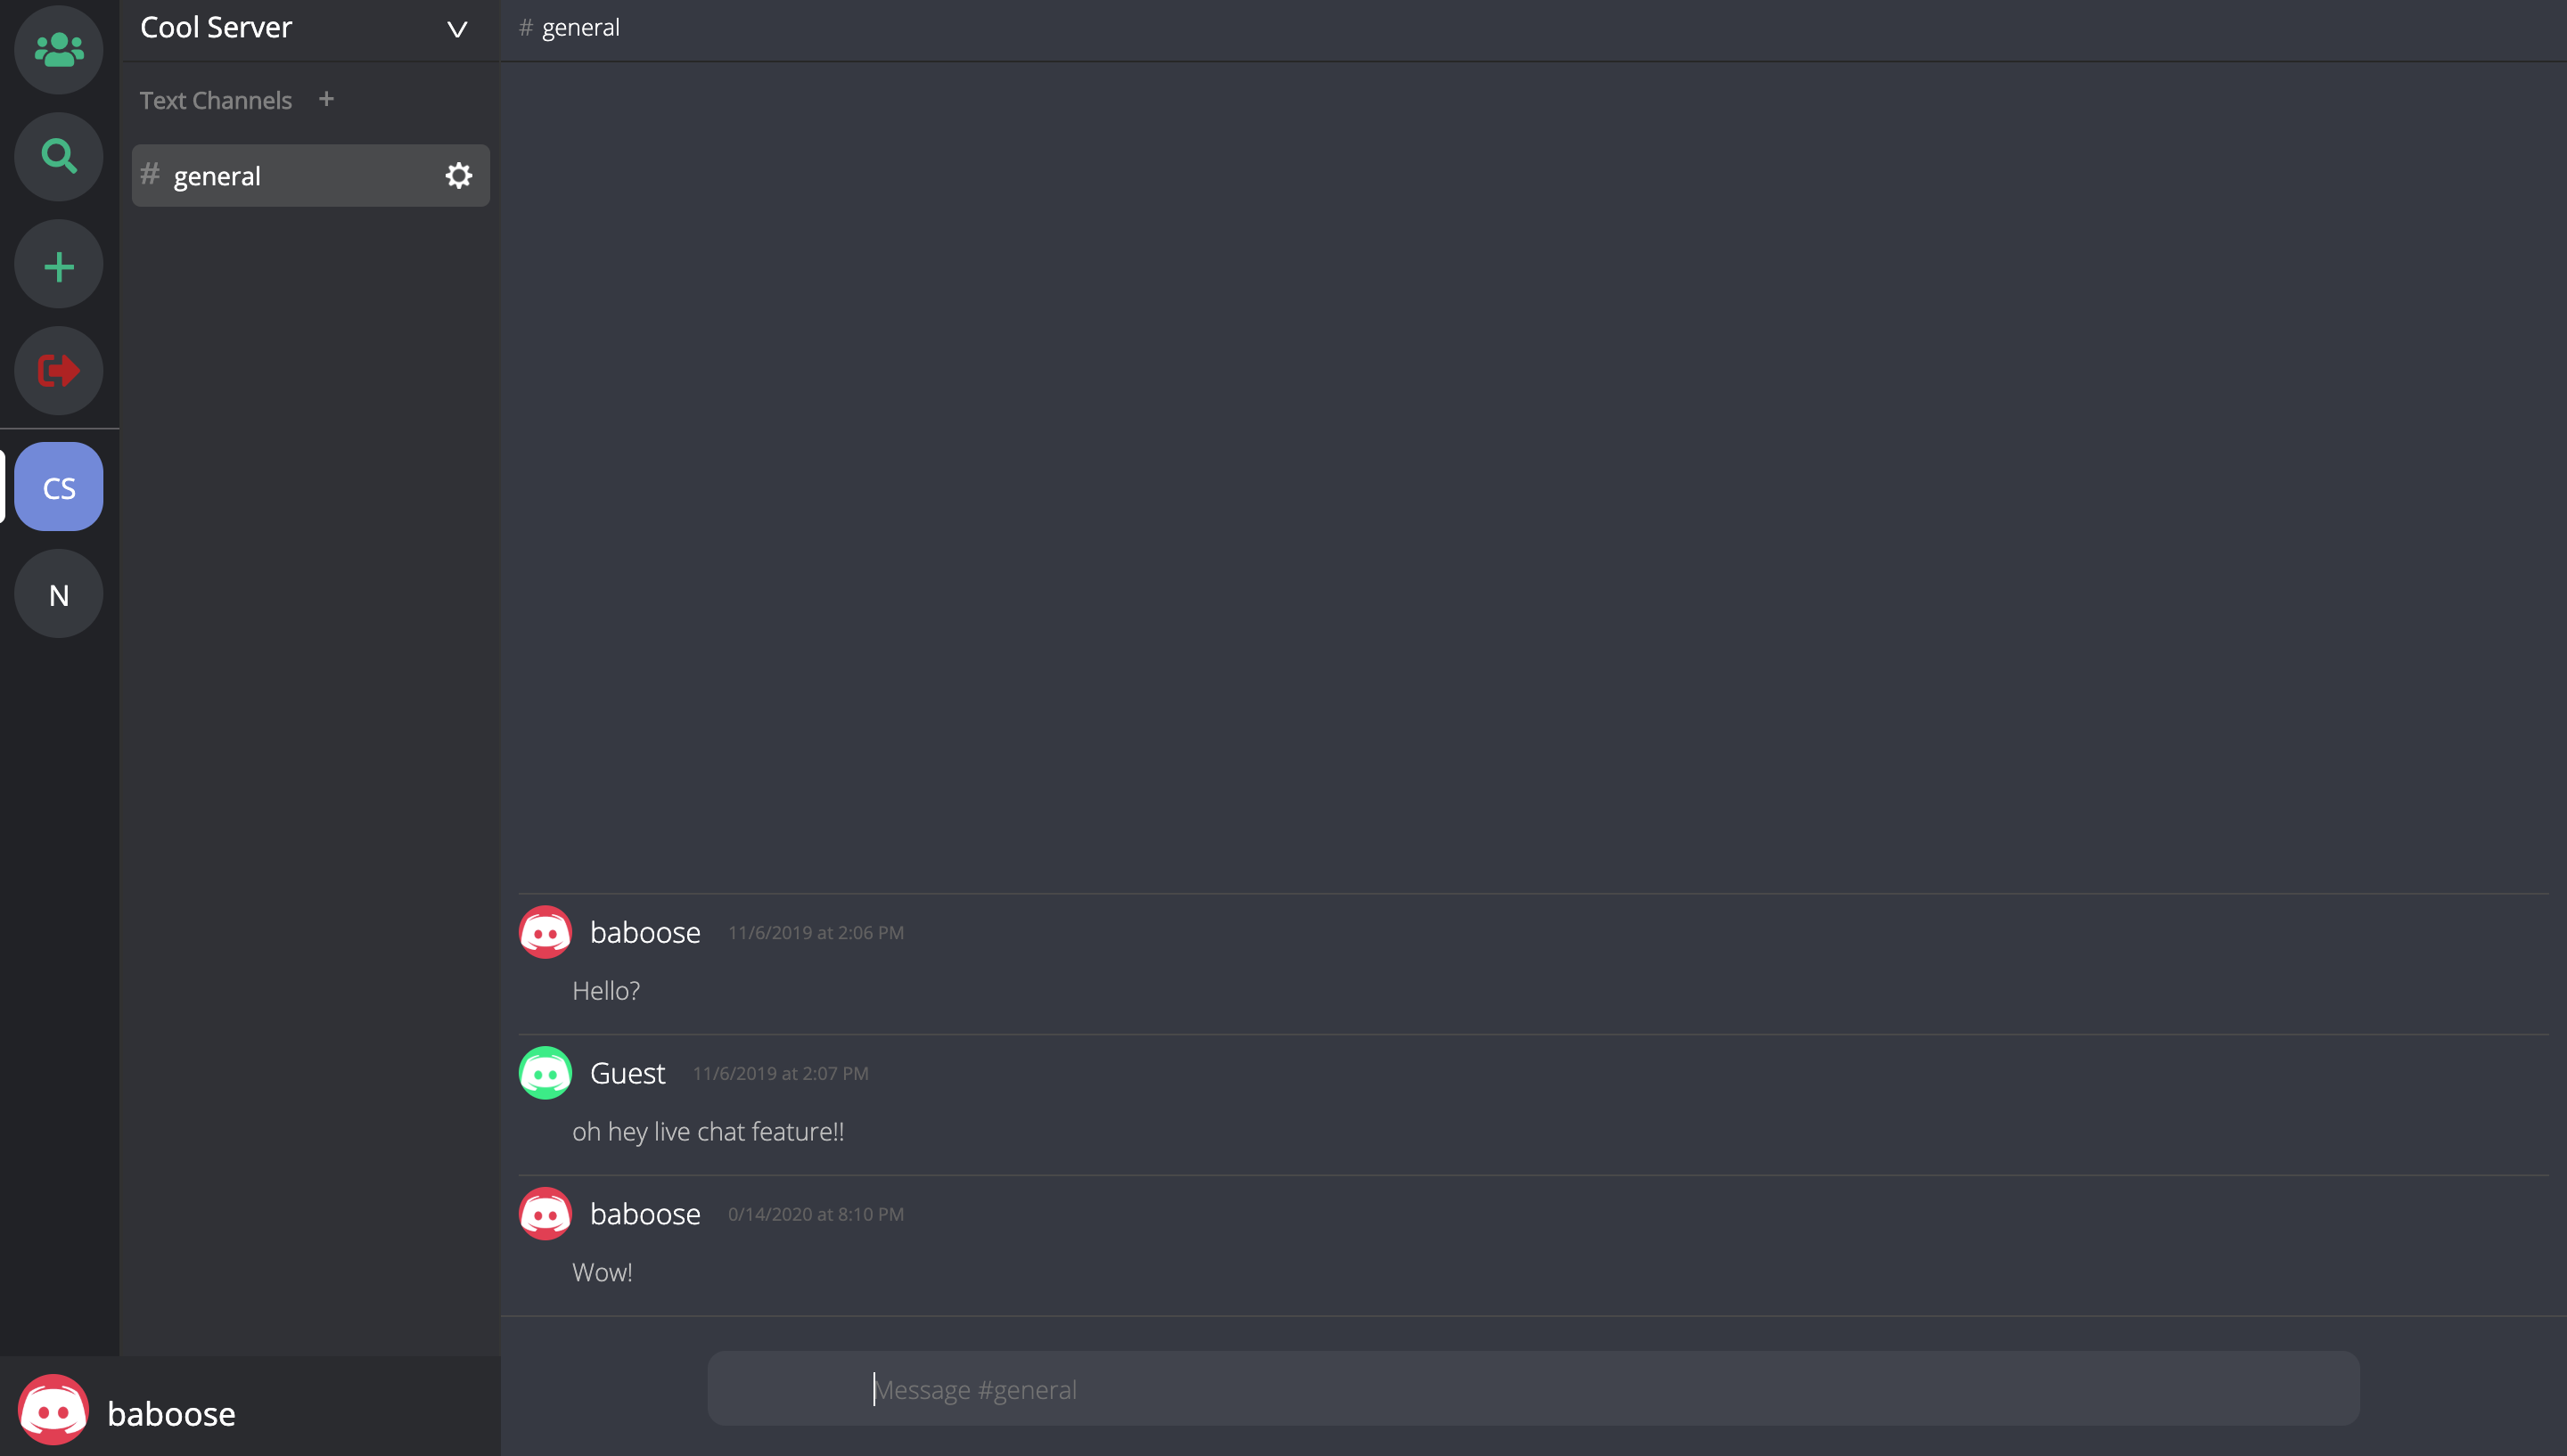 Cool Server
Text Channels +
# general
CS
N
baboose
# general
baboose 11/6/2019 at 2:06 PM
Hello?
Guest 11/6/2019 at 2:07 PM
oh hey live chat feature!!
baboose 0/14/2020 at 8:10 PM
Wow!
Message #general